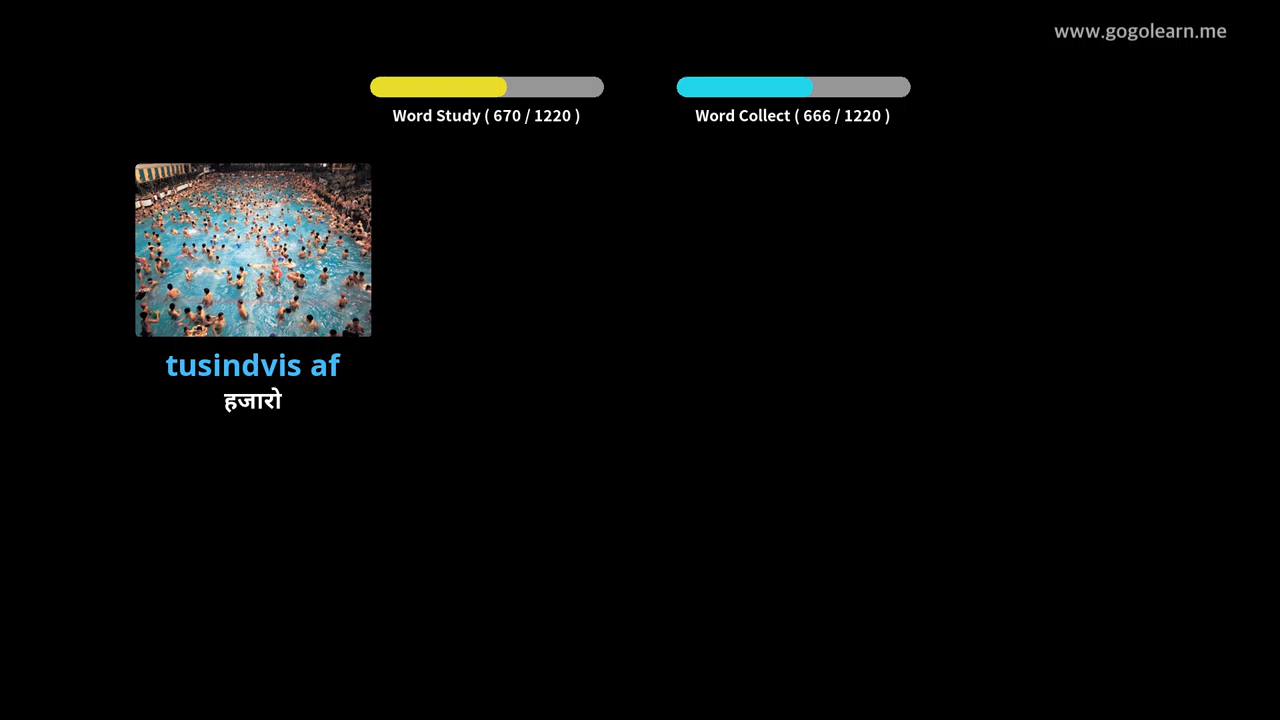 www.gogolearn.me
Word Study ( 670 / 1220 )
Word Collect ( 666 / 1220 )
tusindvis af
हजारो